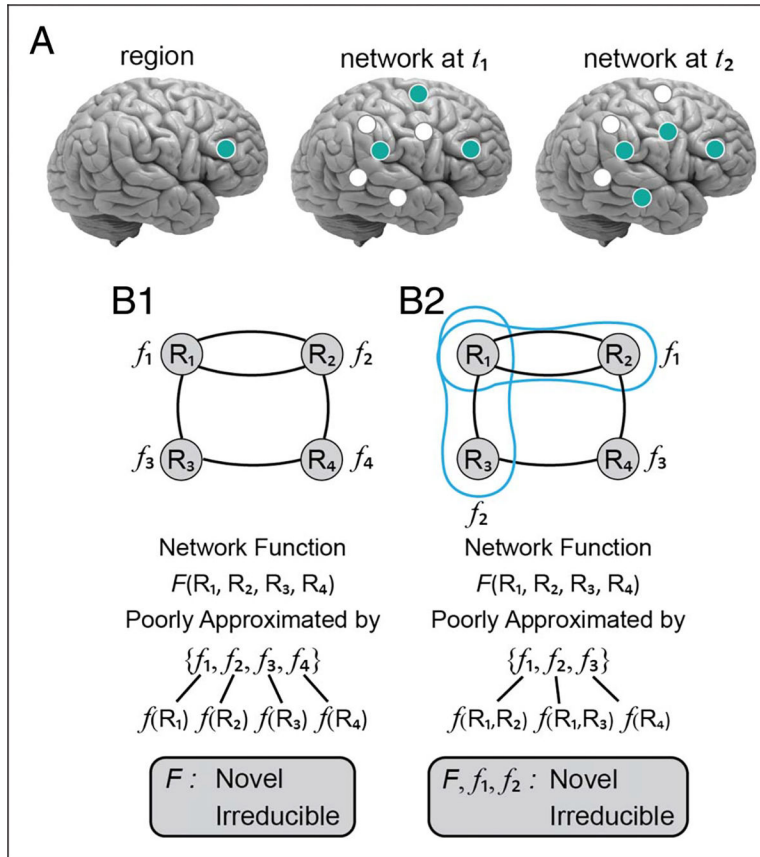 A
region
network at t₁
network at t₂
B1
f₁ R₁ R₂ f₂
f₃ R₃ R₄ f₄
Network Function
F(R₁, R₂, R₃, R₄)
Poorly Approximated by
{f₁, f₂, f₃, f₄}
f(R₁) f(R₂) f(R₃) f(R₄)
F : Novel
Irreducible
B2
R₁ R₂ f₁
R₃ R₄ f₃
f₂
Network Function
F(R₁, R₂, R₃, R₄)
Poorly Approximated by
{f₁, f₂, f₃}
f(R₁,R₂) f(R₁,R₃) f(R₄)
F, f₁, f₂ : Novel
Irreducible